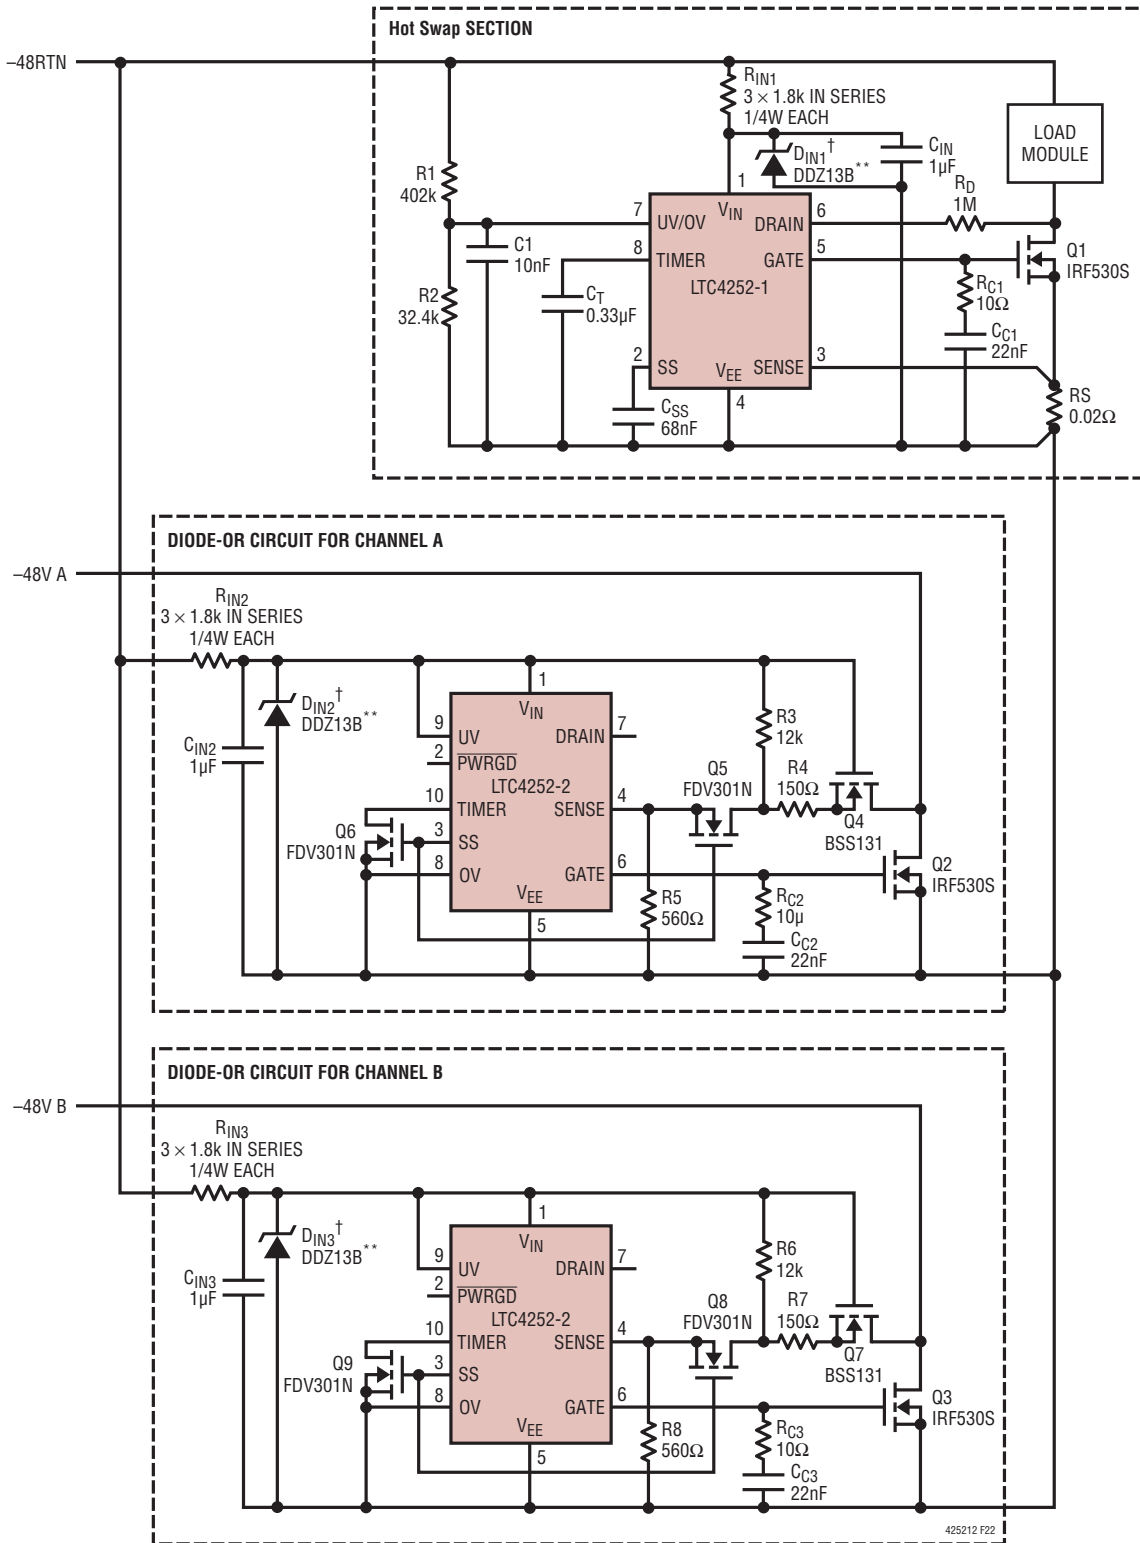 Hot Swap SECTION
–48RTN
RIN1
3 × 1.8k IN SERIES
1/4W EACH
LOAD
MODULE
DIN1†
DDZ13B**
CIN
1µF
R1
402k
1
RD
1M
7
UV/OV
VIN
DRAIN
6
C1
10nF
8
TIMER
GATE
5
Q1
IRF530S
LTC4252-1
CT
0.33µF
RC1
10Ω
R2
32.4k
CC1
22nF
2
SS
VEE
SENSE
3
4
CSS
68nF
RS
0.02Ω
DIODE-OR CIRCUIT FOR CHANNEL A
–48V A
RIN2
3 × 1.8k IN SERIES
1/4W EACH
1
DIN2†
DDZ13B**
VIN
R3
12k
9
UV
DRAIN
7
CIN2
1µF
2
PWRGD
LTC4252-2
Q5
FDV301N
R4
150Ω
10
TIMER
SENSE
4
Q6
FDV301N
3
SS
Q4
BSS131
8
OV
GATE
6
Q2
IRF530S
VEE
R5
560Ω
RC2
10µ
5
CC2
22nF
DIODE-OR CIRCUIT FOR CHANNEL B
–48V B
RIN3
3 × 1.8k IN SERIES
1/4W EACH
1
DIN3†
DDZ13B**
VIN
R6
12k
9
UV
DRAIN
7
CIN3
1µF
2
PWRGD
LTC4252-2
Q8
FDV301N
R7
150Ω
10
TIMER
SENSE
4
Q9
FDV301N
3
SS
Q7
BSS131
8
OV
GATE
6
Q3
IRF530S
VEE
R8
560Ω
RC3
10Ω
5
CC3
22nF
425212 F22